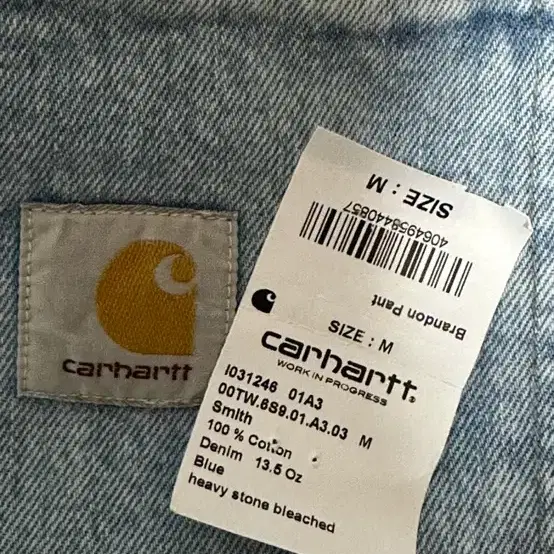 SIZE : M
4064958440857
Brandon Pant
SIZE : M
carhartt
WORK IN PROGRESS
I031246 01A3
00TW.6S9.01.A3.03 M
Smith
100 % Cotton
Denim 13.5 Oz
Blue
heavy stone bleached
carhartt